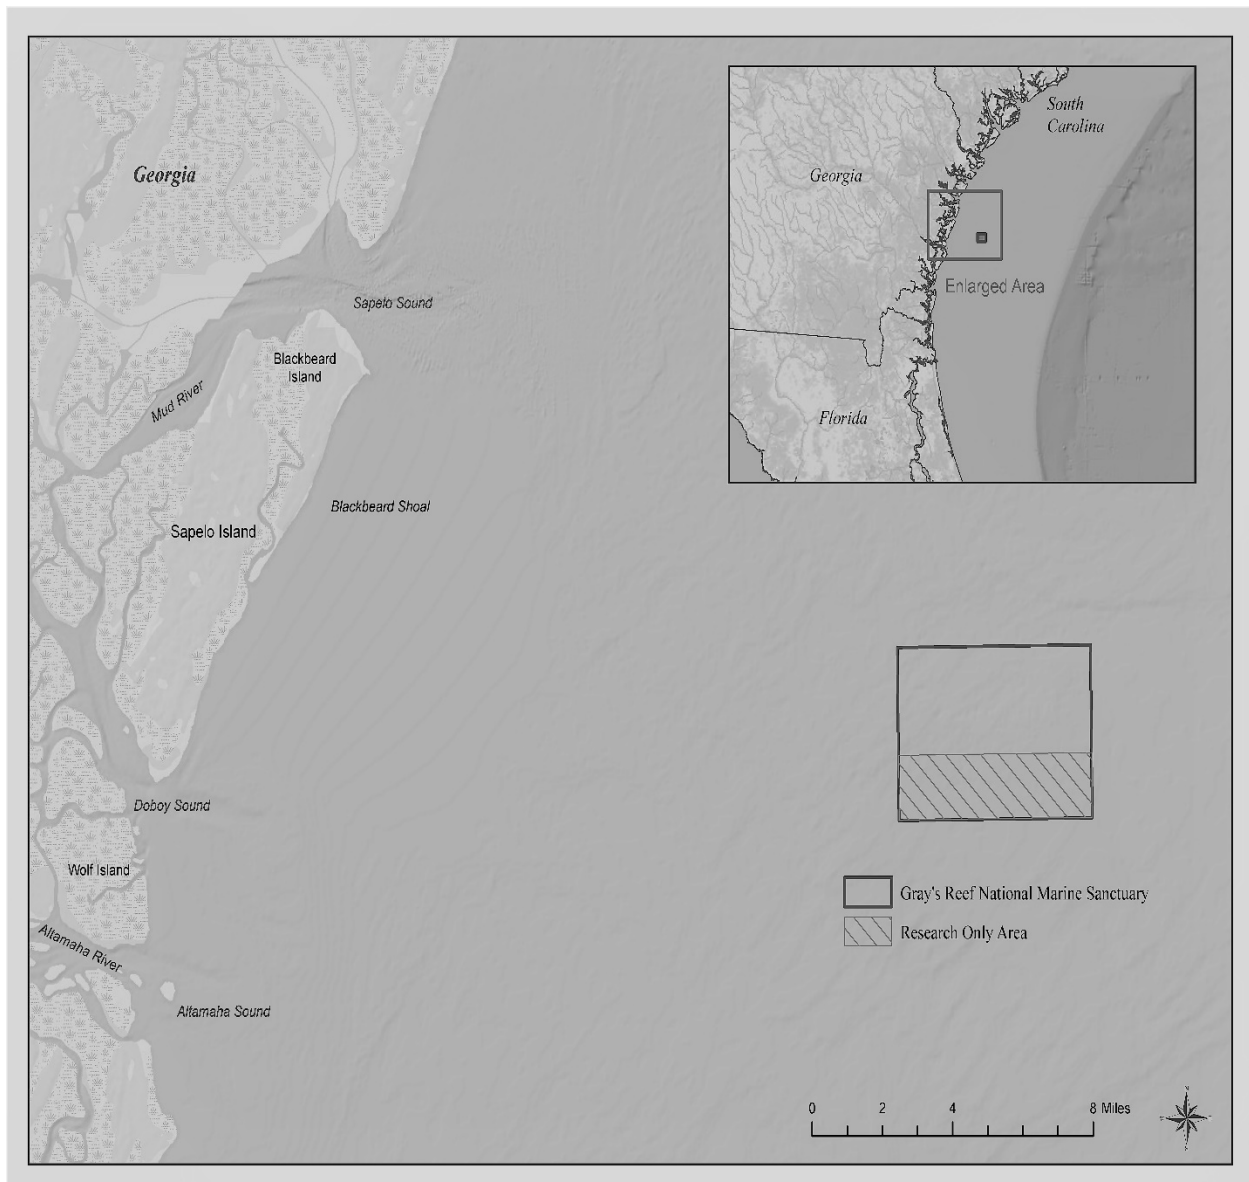 South
Carolina
Georgia
Georgia
Enlarged Area
Sapelo Sound
Blackbeard
Island
Mud River
Florida
Blackbeard Shoal
Sapelo Island
Doboy Sound
Wolf Island
Gray's Reef National Marine Sanctuary
Research Only Area
Altamaha River
Altamaha Sound
0 2 4 8 Miles